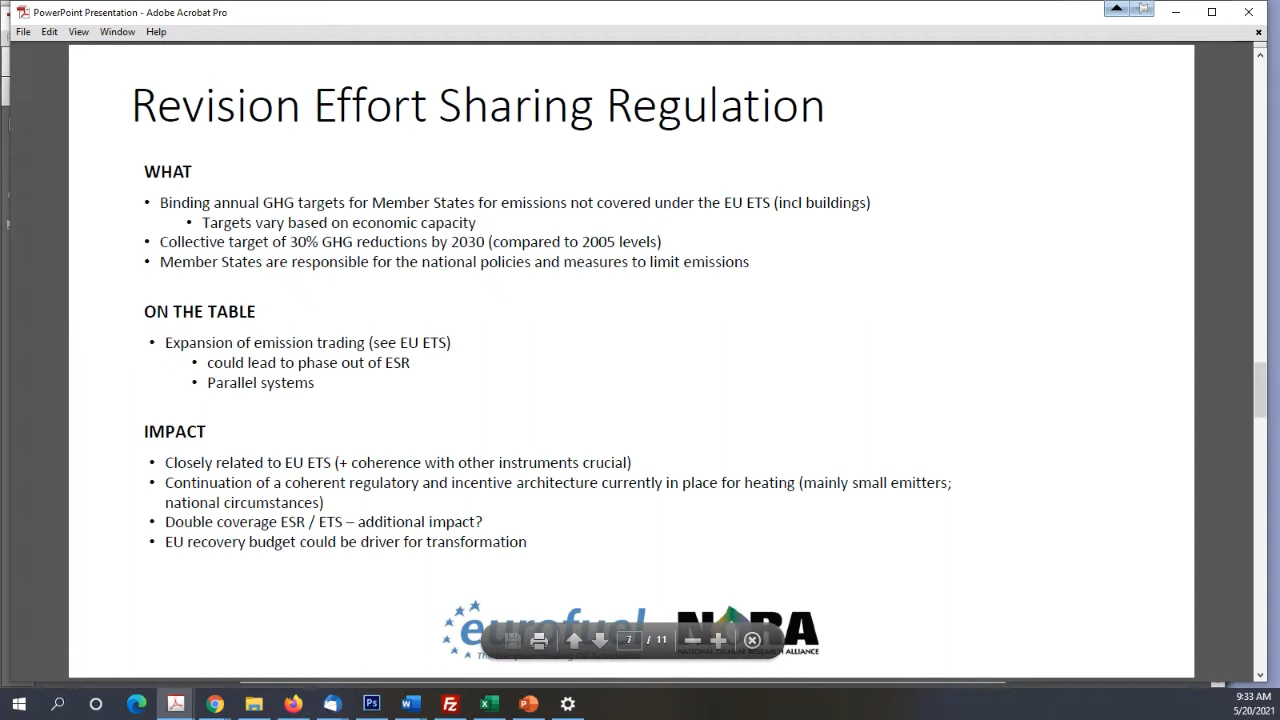 PowerPoint Presentation - Adobe Acrobat Pro
File Edit View Window Help
Revision Effort Sharing Regulation
WHAT
• Binding annual GHG targets for Member States for emissions not covered under the EU ETS (incl buildings)
• Targets vary based on economic capacity
• Collective target of 30% GHG reductions by 2030 (compared to 2005 levels)
• Member States are responsible for the national policies and measures to limit emissions
ON THE TABLE
• Expansion of emission trading (see EU ETS)
• could lead to phase out of ESR
• Parallel systems
IMPACT
• Closely related to EU ETS (+ coherence with other instruments crucial)
• Continuation of a coherent regulatory and incentive architecture currently in place for heating (mainly small emitters;
national circumstances)
• Double coverage ESR / ETS – additional impact?
• EU recovery budget could be driver for transformation
eurofuel NORA
7 / 11
NATIONAL OILHEAT RESEARCH ALLIANCE
9:33 AM
5/20/2021